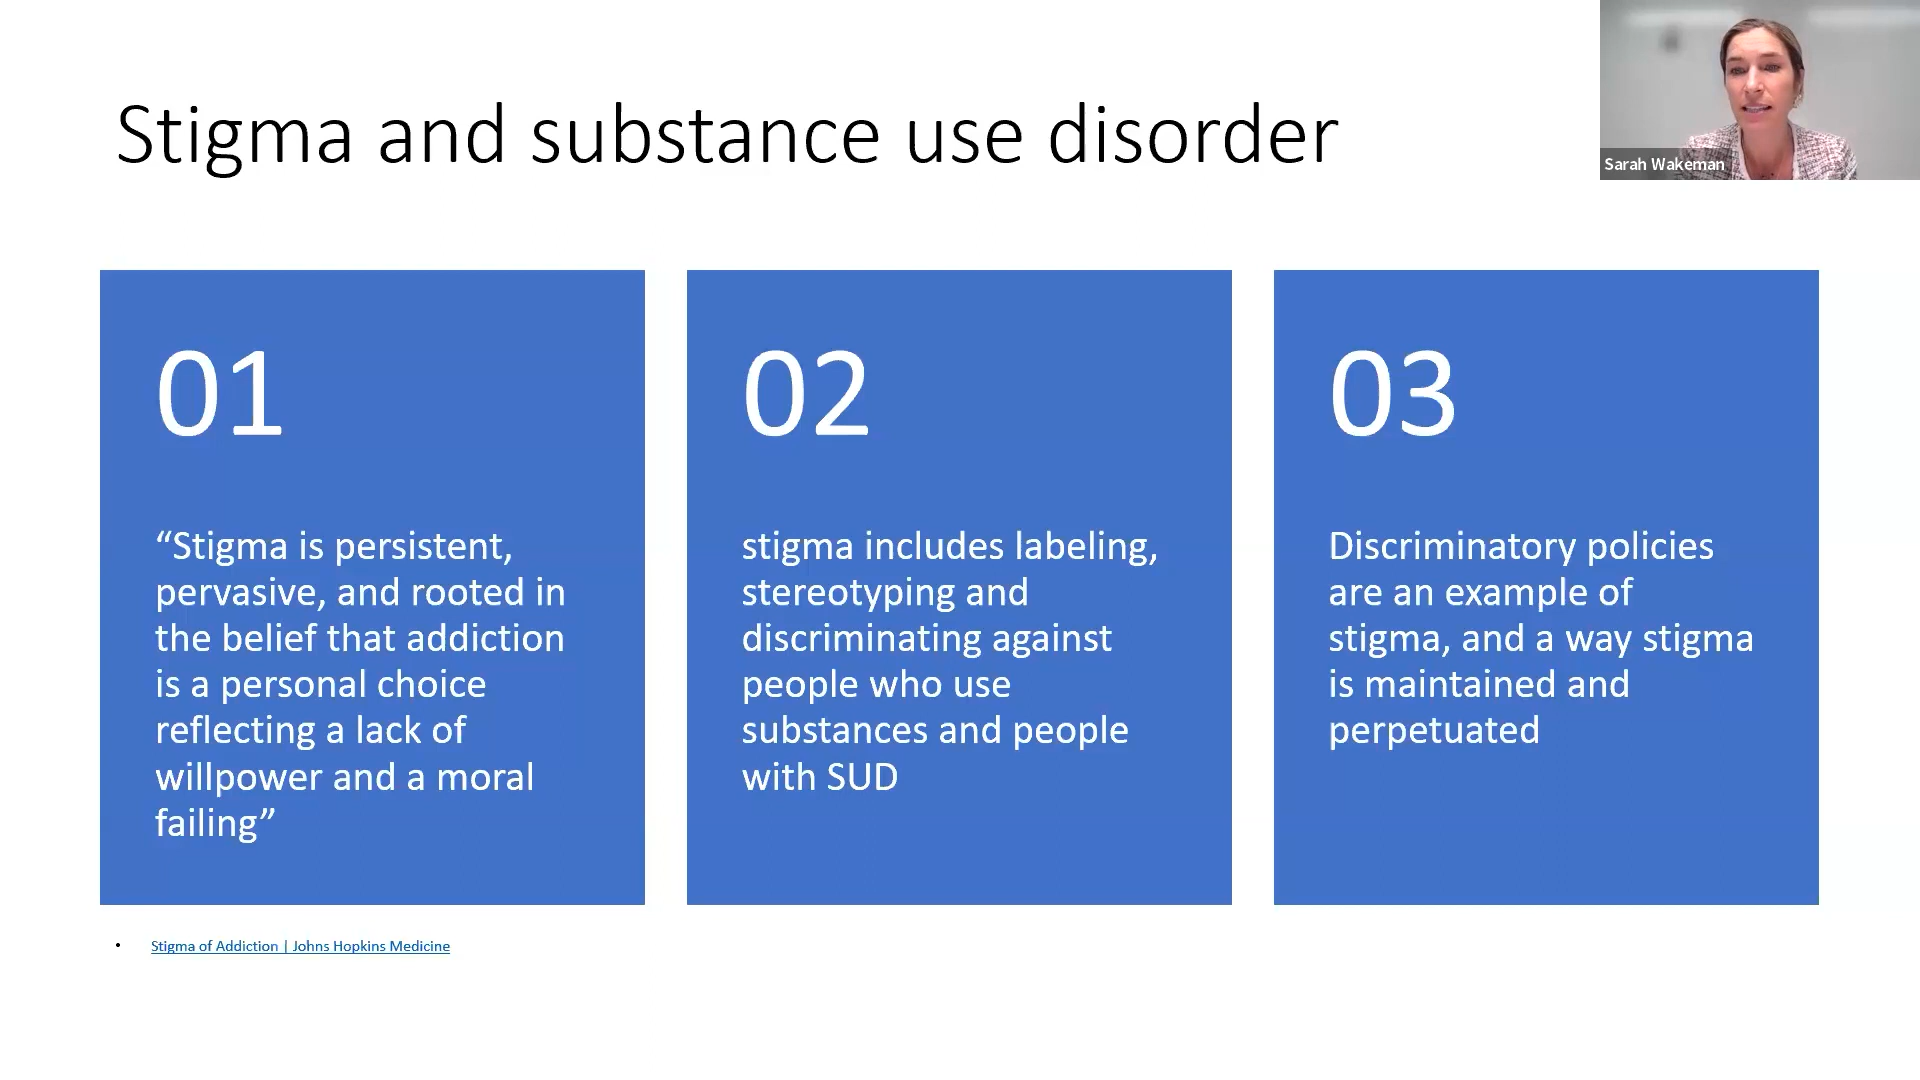 Stigma and substance use disorder
Sarah Wakeman
01
“Stigma is persistent,
pervasive, and rooted in
the belief that addiction
is a personal choice
reflecting a lack of
willpower and a moral
failing”
02
stigma includes labeling,
stereotyping and
discriminating against
people who use
substances and people
with SUD
03
Discriminatory policies
are an example of
stigma, and a way stigma
is maintained and
perpetuated
• Stigma of Addiction | Johns Hopkins Medicine